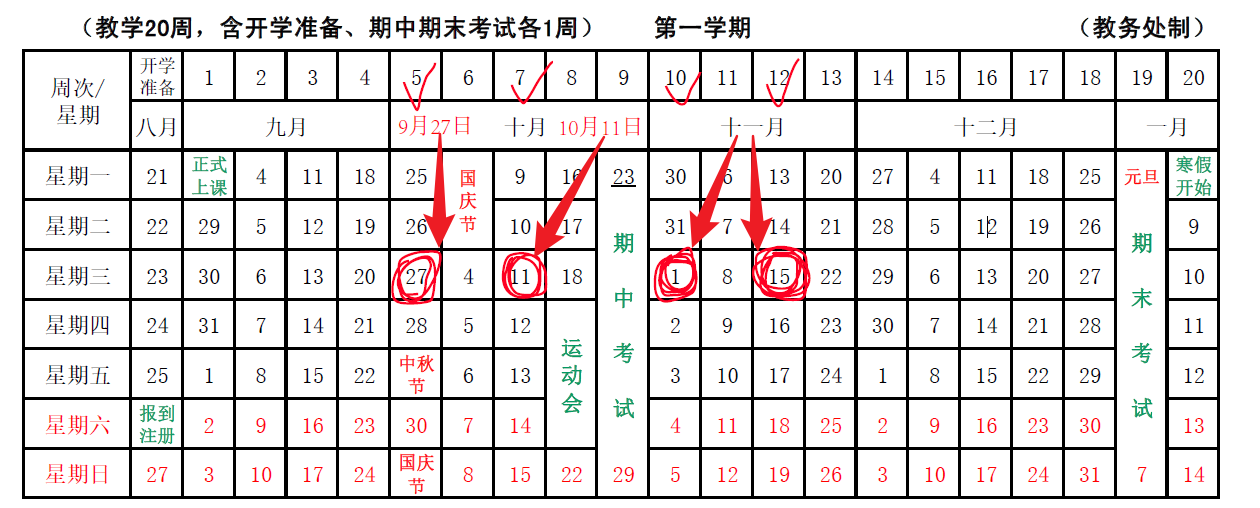 （教学20周，含开学准备、期中期末考试各1周） 第一学期 （教务处制）
周次/星期 开学准备 1 2 3 4 5 6 7 8 9 10 11 12 13 14 15 16 17 18 19 20
八月 九月 9月27日 十月 10月11日 十一月 十二月 一月
星期一 21 正式上课 4 11 18 25 国庆节 9 16 23 30 6 13 20 27 4 11 18 25 元旦 寒假开始
星期二 22 29 5 12 19 26 10 17 期中考试 31 7 14 21 28 5 12 19 26 期末考试 9
星期三 23 30 6 13 20 27 4 11 18 1 8 15 22 29 6 13 20 27 10
星期四 24 31 7 14 21 28 5 12 运动会 2 9 16 23 30 7 14 21 28 11
星期五 25 1 8 15 22 中秋节 6 13 3 10 17 24 1 8 15 22 29 12
星期六 报到注册 2 9 16 23 30 7 14 4 11 18 25 2 9 16 23 30 13
星期日 27 3 10 17 24 国庆节 8 15 22 29 5 12 19 26 3 10 17 24 31 7 14